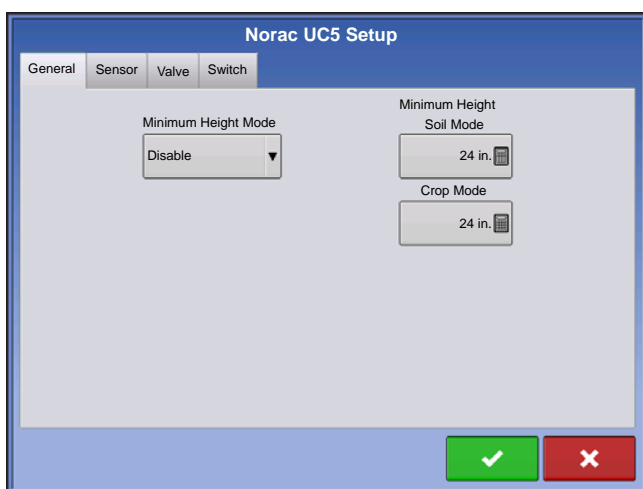 Norac UC5 Setup
General Sensor Valve Switch
Minimum Height
Minimum Height Mode
Soil Mode
Disable
24 in.
Crop Mode
24 in.